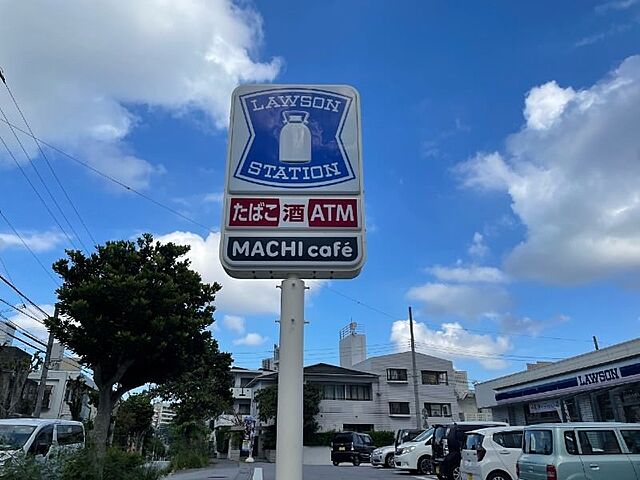 LAWSON
STATION
たばこ 酒 ATM
MACHI café
LAWSON